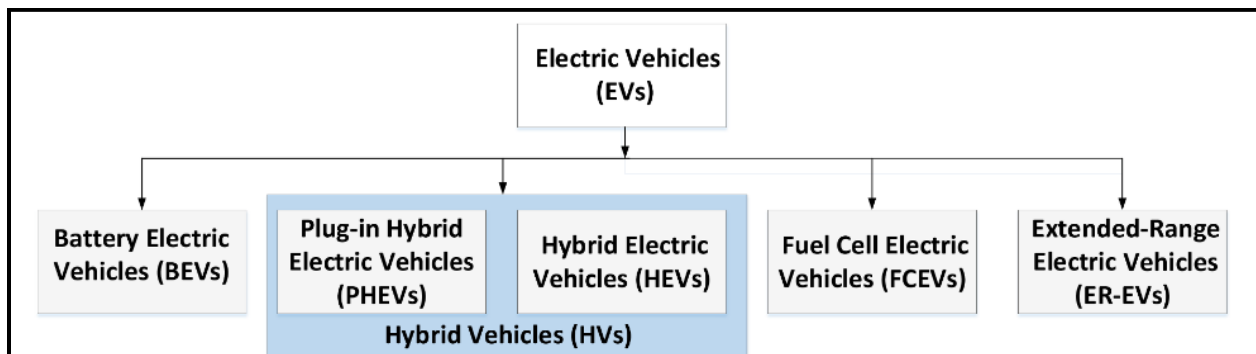 Electric Vehicles
(EVs)
Battery Electric
Vehicles (BEVs)
Plug-in Hybrid
Electric Vehicles
(PHEVs)
Hybrid Electric
Vehicles (HEVs)
Hybrid Vehicles (HVs)
Fuel Cell Electric
Vehicles (FCEVs)
Extended-Range
Electric Vehicles
(ER-EVs)